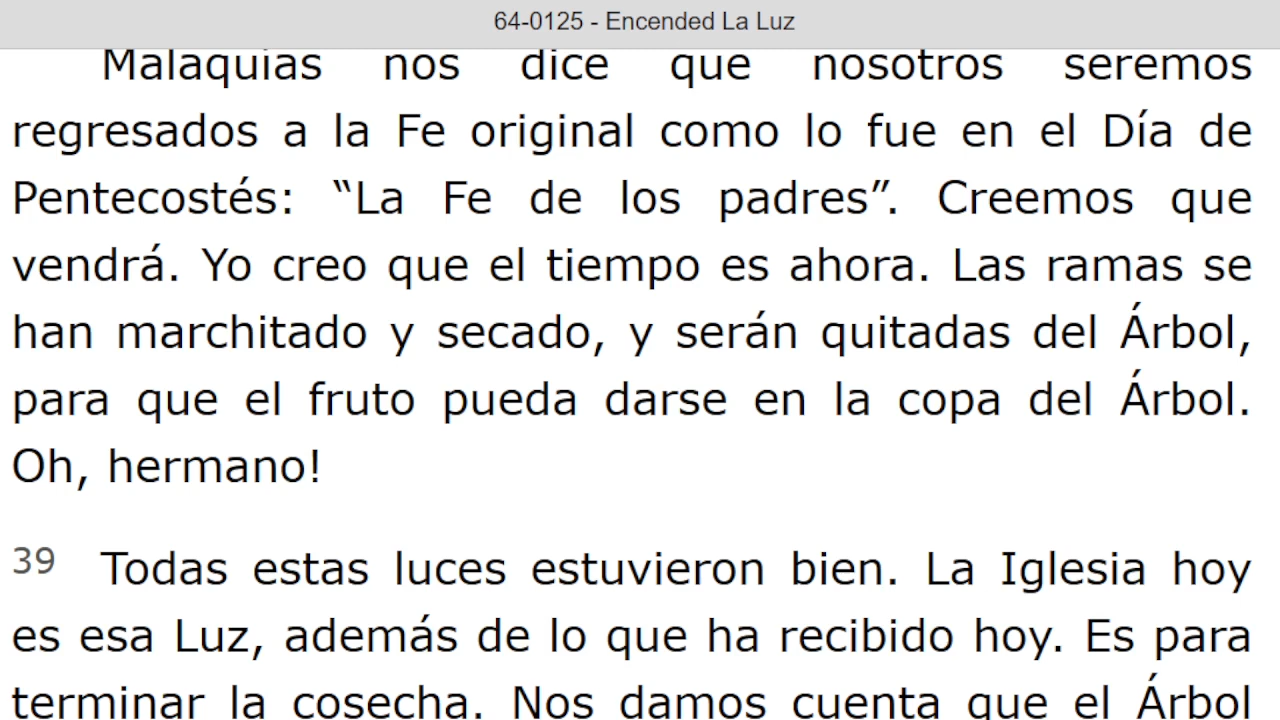 64-0125 - Encended La Luz
Malaquías nos dice que nosotros seremos
regresados a la Fe original como lo fue en el Día de
Pentecostés: “La Fe de los padres”. Creemos que
vendrá. Yo creo que el tiempo es ahora. Las ramas se
han marchitado y secado, y serán quitadas del Árbol,
para que el fruto pueda darse en la copa del Árbol.
Oh, hermano!
39 Todas estas luces estuvieron bien. La Iglesia hoy
es esa Luz, además de lo que ha recibido hoy. Es para
terminar la cosecha. Nos damos cuenta que el Árbol